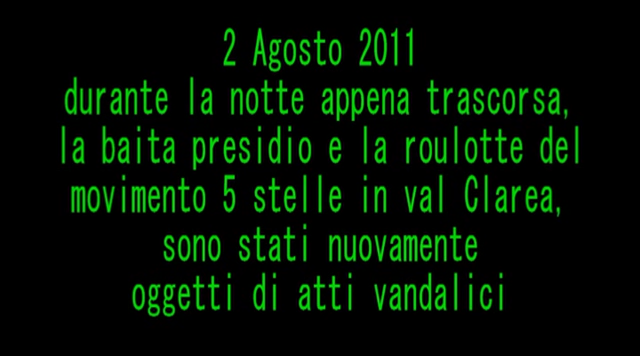 2 Agosto 2011
durante la notte appena trascorsa,
la baita presidio e la roulotte del
movimento 5 stelle in val Clarea,
sono stati nuovamente
oggetti di atti vandalici